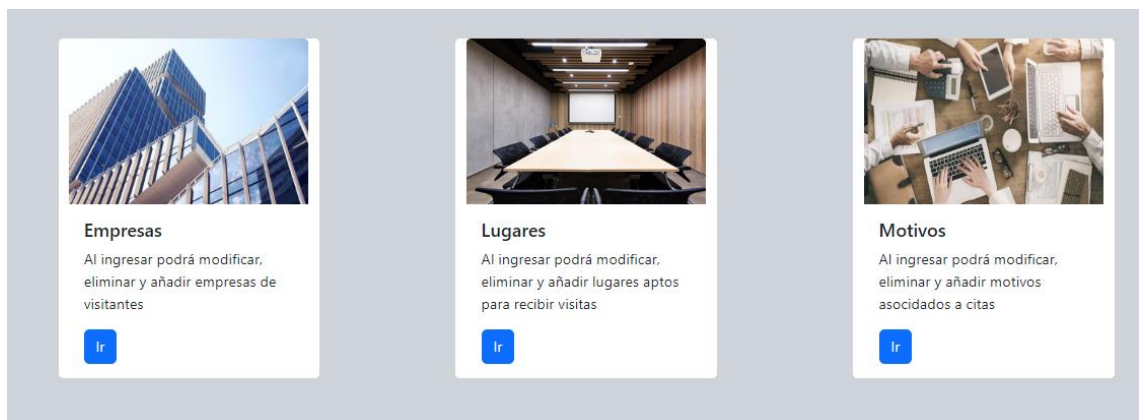 Empresas
Al ingresar podrá modificar,
eliminar y añadir empresas de
visitantes
Ir
Lugares
Al ingresar podrá modificar,
eliminar y añadir lugares aptos
para recibir visitas
Ir
Motivos
Al ingresar podrá modificar,
eliminar y añadir motivos
asocidados a citas
Ir